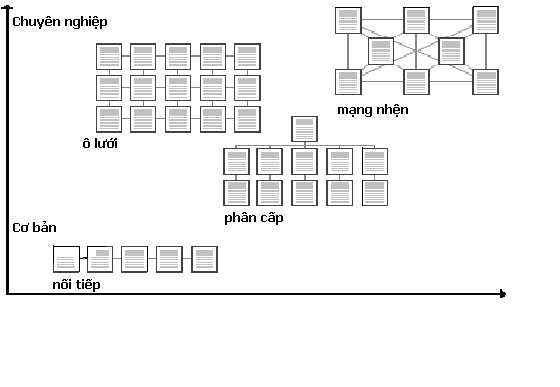 Chuyên nghiệp
mạng nhện
ô lưới
phân cấp
Cơ bản
nối tiếp